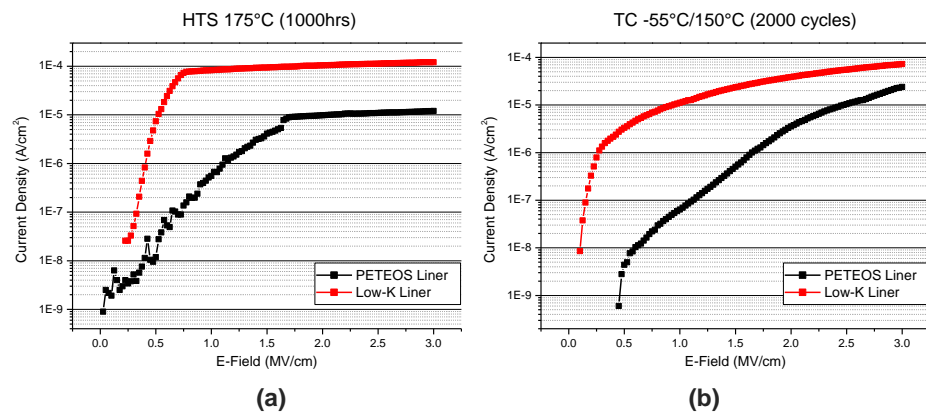 HTS 175°C (1000hrs)
1E-4
1E-5
1E-6
1E-7
1E-8
1E-9
Current Density (A/cm²)
PETEOS Liner
Low-K Liner
0.0 0.5 1.0 1.5 2.0 2.5 3.0
E-Field (MV/cm)
(a)
TC -55°C/150°C (2000 cycles)
1E-4
1E-5
1E-6
1E-7
1E-8
1E-9
Current Density (A/cm²)
PETEOS Liner
Low-K Liner
0.0 0.5 1.0 1.5 2.0 2.5 3.0
E-Field (MV/cm)
(b)